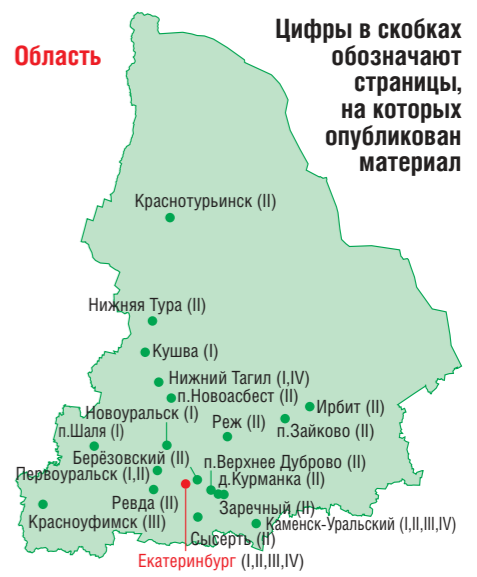 Область
Цифры в скобках
обозначают
страницы,
на которых
опубликован
материал
Краснотурьинск (II)
Нижняя Тура (II)
Кушва (I)
Нижний Тагил (I,IV)
п.Новоасбест (II)
Новоуральск (I)
Ирбит (II)
Реж (II)
п.Зайково (II)
п.Шаля (I)
Берёзовский (II)
п.Верхнее Дуброво (II)
Первоуральск (I,II)
д.Курманка (II)
Ревда (II)
Заречный (II)
Красноуфимск (III)
Каменск-Уральский (I,II,III,IV)
Сысерть (II)
Екатеринбург (I,II,III,IV)